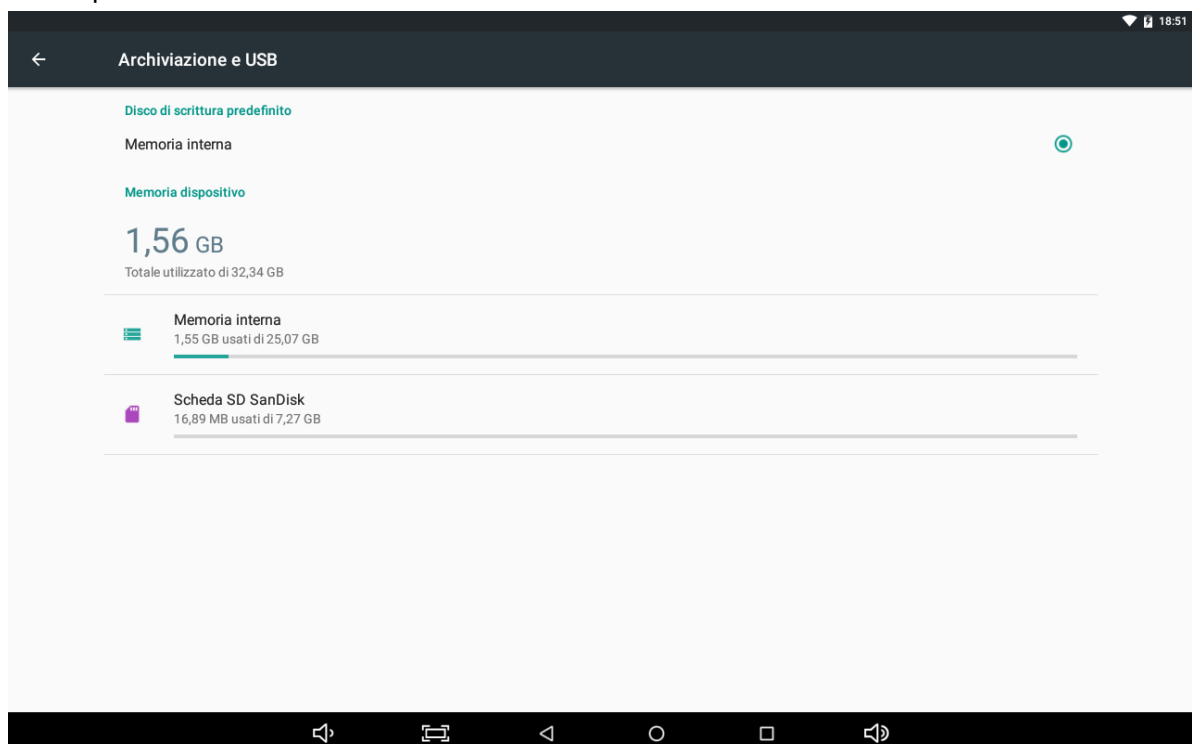 18:51
Archiviazione e USB
Disco di scrittura predefinito
Memoria interna
Memoria dispositivo
1,56 GB
Totale utilizzato di 32,34 GB
Memoria interna
1,55 GB usati di 25,07 GB
Scheda SD SanDisk
16,89 MB usati di 7,27 GB